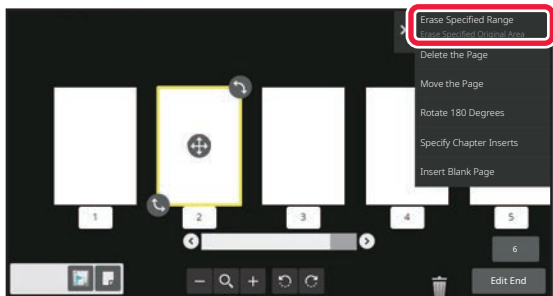 Erase Specified Range
Erase Specified Original Area
Delete the Page
Move the Page
Rotate 180 Degrees
Specify Chapter Inserts
Insert Blank Page
1
2
3
4
5
6
Edit End